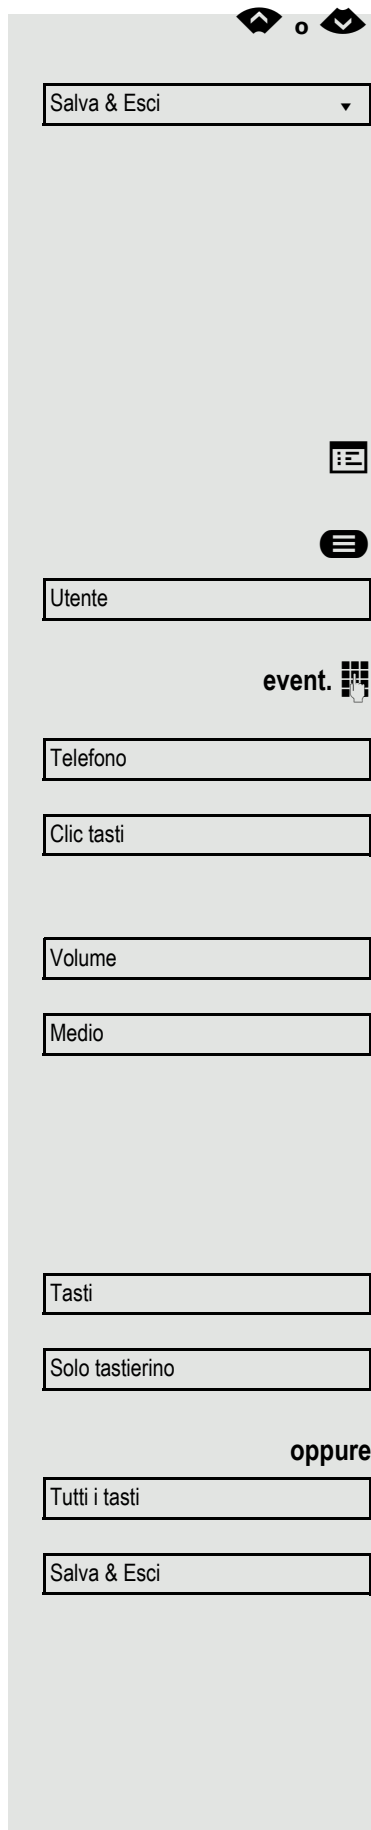 o
Salva & Esci
Utente
event.
Telefono
Clic tasti
Volume
Medio
Tasti
Solo tastierino
oppure
Tutti i tasti
Salva & Esci